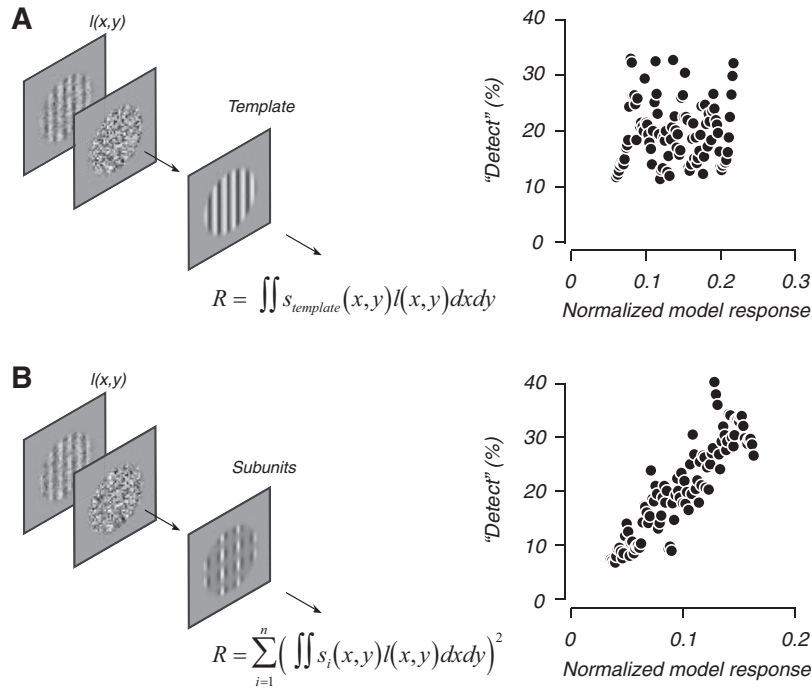 A
l(x,y)
Template
R = ∬ s_template(x, y) l(x, y) dxdy
“Detect” (%)
40
30
20
10
0
0 0.1 0.2 0.3
Normalized model response
B
l(x,y)
Subunits
R = ∑_{i=1}^{n} ( ∬ s_i(x, y) l(x, y) dxdy )^2
“Detect” (%)
40
30
20
10
0
0 0.1 0.2
Normalized model response